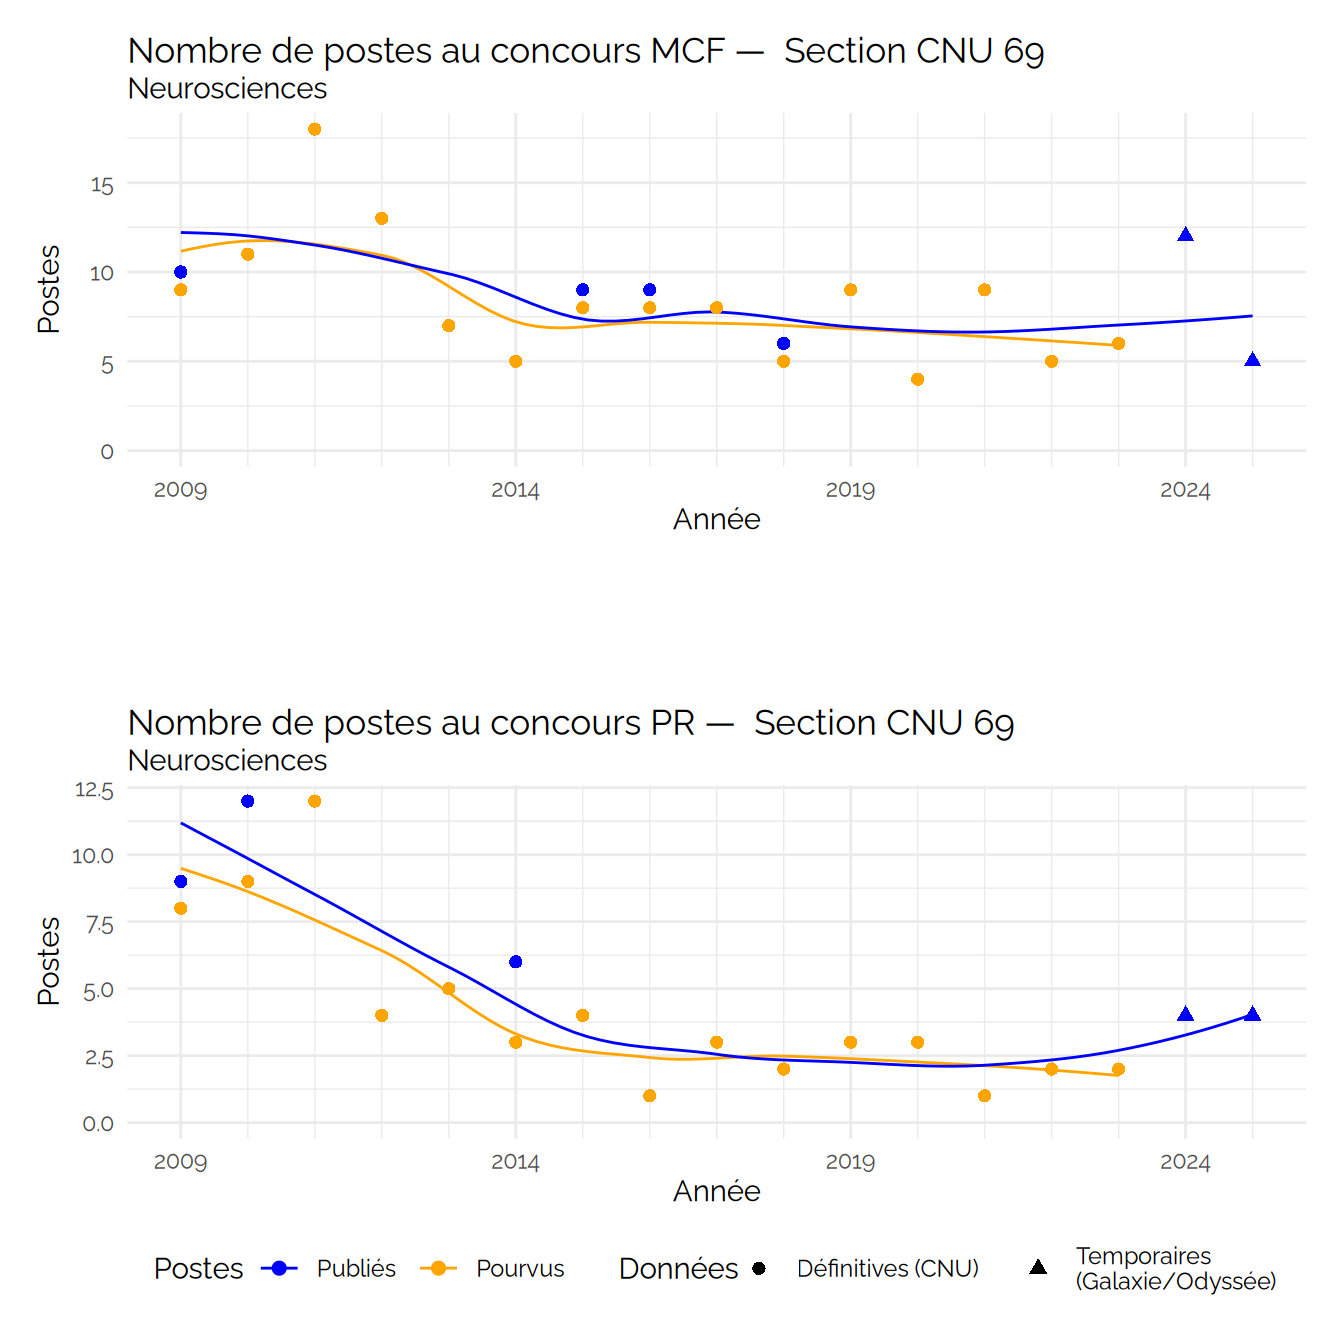 Nombre de postes au concours MCF —  Section CNU 69
Neurosciences
Postes
15
10
5
0
2009 2014 2019 2024
Année
Nombre de postes au concours PR —  Section CNU 69
Neurosciences
Postes
12.5
10.0
7.5
5.0
2.5
0.0
2009 2014 2019 2024
Année
Postes Publiés Pourvus Données Définitives (CNU) Temporaires
(Galaxie/Odyssée)